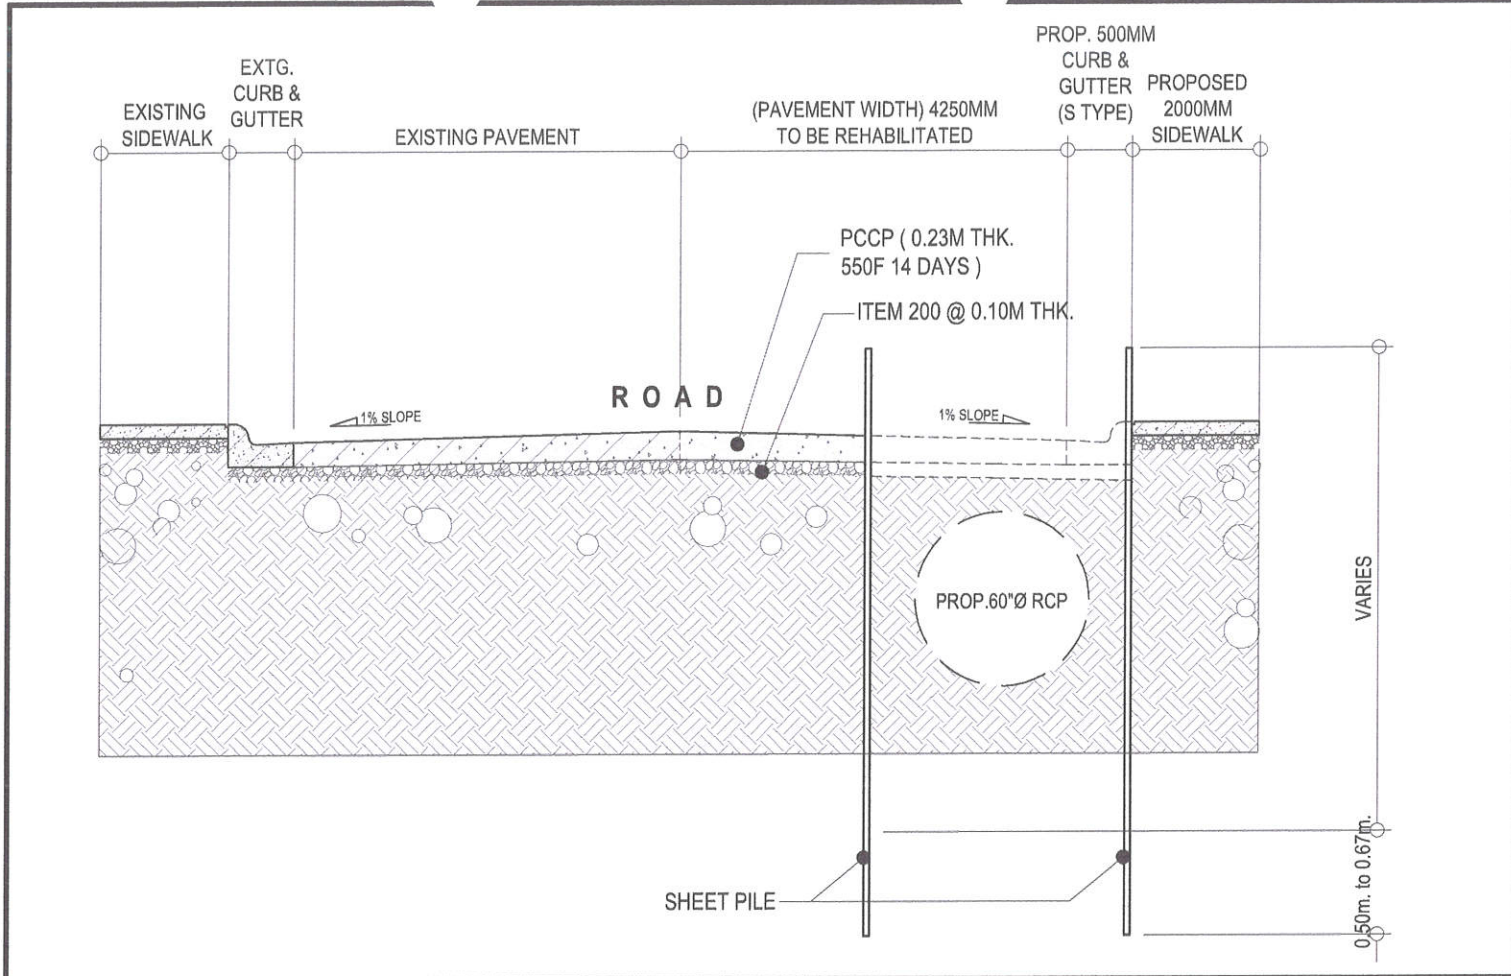 PROP. 500MM
CURB &
GUTTER
(S TYPE)
EXTG.
CURB &
GUTTER
EXISTING
SIDEWALK
EXISTING PAVEMENT
(PAVEMENT WIDTH) 4250MM
TO BE REHABILITATED
PROPOSED
2000MM
SIDEWALK
PCCP ( 0.23M THK.
550F 14 DAYS )
ITEM 200 @ 0.10M THK.
ROAD
1% SLOPE
1% SLOPE
PROP.60"Ø RCP
VARIES
SHEET PILE
0.50m. to 0.67m.